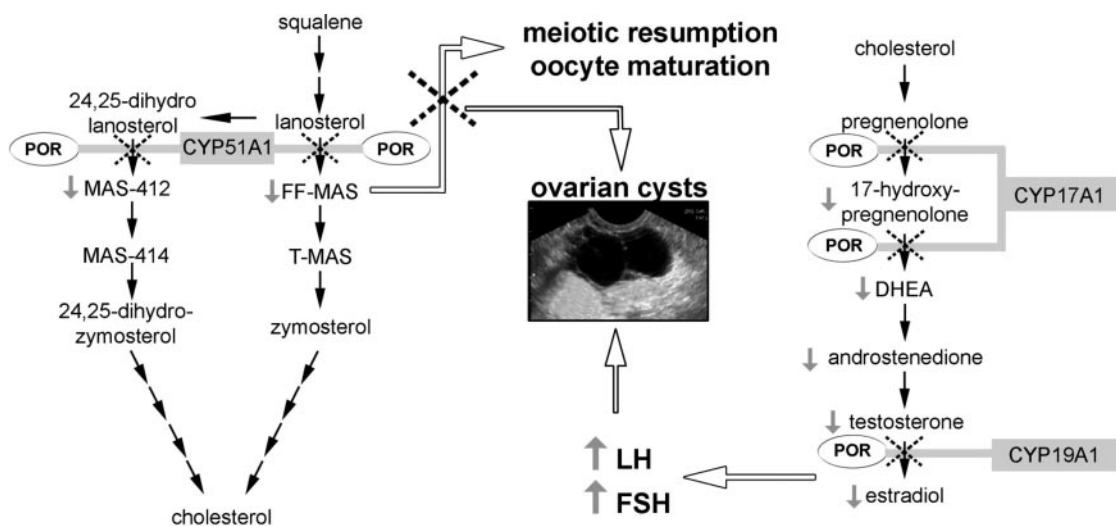 squalene
meiotic resumption
oocyte maturation
cholesterol
24,25-dihydro
lanosterol
lanosterol
pregnenolone
POR
CYP51A1
POR
POR
MAS-412
FF-MAS
ovarian cysts
17-hydroxy-
pregnenolone
CYP17A1
POR
MAS-414
T-MAS
DHEA
24,25-dihydro-
zymosterol
zymosterol
androstenedione
testosterone
POR
CYP19A1
LH
FSH
estradiol
cholesterol